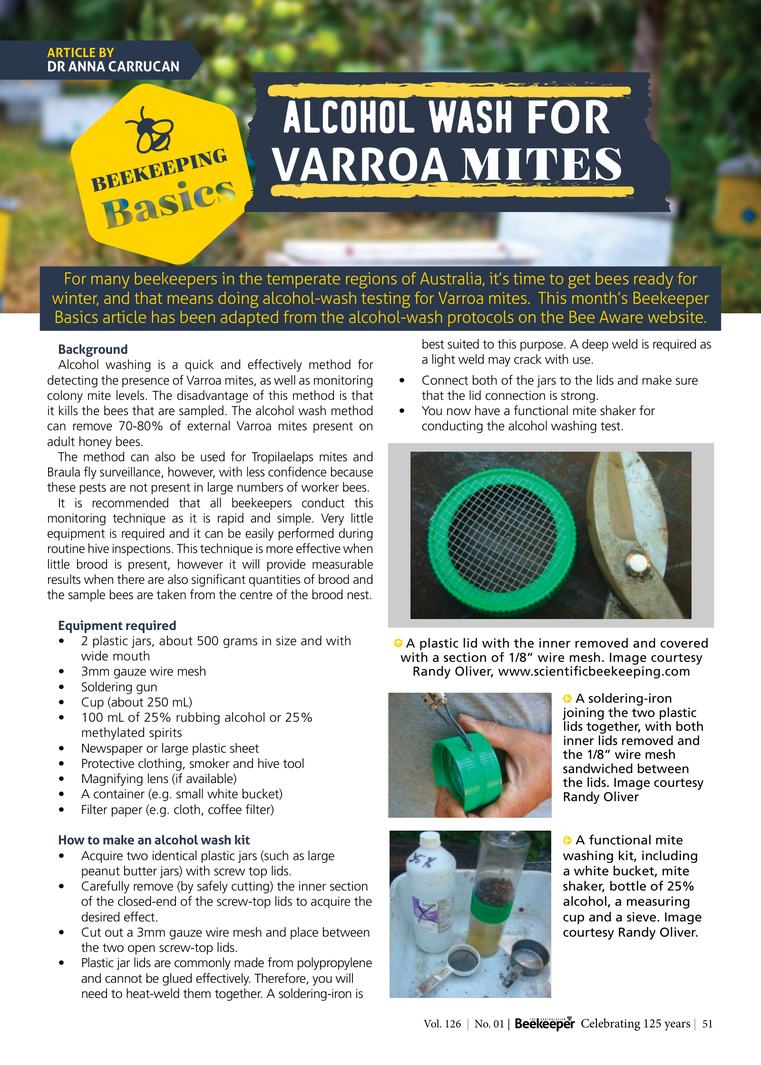 ARTICLE BY
DR ANNA CARRUCAN
BEEKEEPING
Basics
ALCOHOL WASH FOR
VARROA MITES
For many beekeepers in the temperate regions of Australia, it's time to get bees ready for
winter, and that means doing alcohol-wash testing for Varroa mites. This month's Beekeeper
Basics article has been adapted from the alcohol-wash protocols on the Bee Aware website.
Background
Alcohol washing is a quick and effectively method for
detecting the presence of Varroa mites, as well as monitoring
colony mite levels. The disadvantage of this method is that
it kills the bees that are sampled. The alcohol wash method
can remove 70-80% of external Varroa mites present on
adult honey bees.
The method can also be used for Tropilaelaps mites and
Braula fly surveillance, however, with less confidence because
these pests are not present in large numbers of worker bees.
It is recommended that all beekeepers conduct this
monitoring technique as it is rapid and simple. Very little
equipment is required and it can be easily performed during
routine hive inspections. This technique is more effective when
little brood is present, however it will provide measurable
results when there are also significant quantities of brood and
the sample bees are taken from the centre of the brood nest.
Equipment required
• 2 plastic jars, about 500 grams in size and with
wide mouth
• 3mm gauze wire mesh
• Soldering gun
• Cup (about 250 mL)
• 100 mL of 25% rubbing alcohol or 25%
methylated spirits
• Newspaper or large plastic sheet
• Protective clothing, smoker and hive tool
• Magnifying lens (if available)
• A container (e.g. small white bucket)
• Filter paper (e.g. cloth, coffee filter)
How to make an alcohol wash kit
• Acquire two identical plastic jars (such as large
peanut butter jars) with screw top lids.
• Carefully remove (by safely cutting) the inner section
of the closed-end of the screw-top lids to acquire the
desired effect.
• Cut out a 3mm gauze wire mesh and place between
the two open screw-top lids.
• Plastic jar lids are commonly made from polypropylene
and cannot be glued effectively. Therefore, you will
need to heat-weld them together. A soldering-iron is
best suited to this purpose. A deep weld is required as
a light weld may crack with use.
• Connect both of the jars to the lids and make sure
that the lid connection is strong.
• You now have a functional mite shaker for
conducting the alcohol washing test.
A plastic lid with the inner removed and covered
with a section of 1/8” wire mesh. Image courtesy
Randy Oliver, www.scientificbeekeeping.com
A soldering-iron
joining the two plastic
lids together, with both
inner lids removed and
the 1/8” wire mesh
sandwiched between
the lids. Image courtesy
Randy Oliver
A functional mite
washing kit, including
a white bucket, mite
shaker, bottle of 25%
alcohol, a measuring
cup and a sieve. Image
courtesy Randy Oliver.
Vol. 126 | No. 01 | Beekeeper Celebrating 125 years | 51